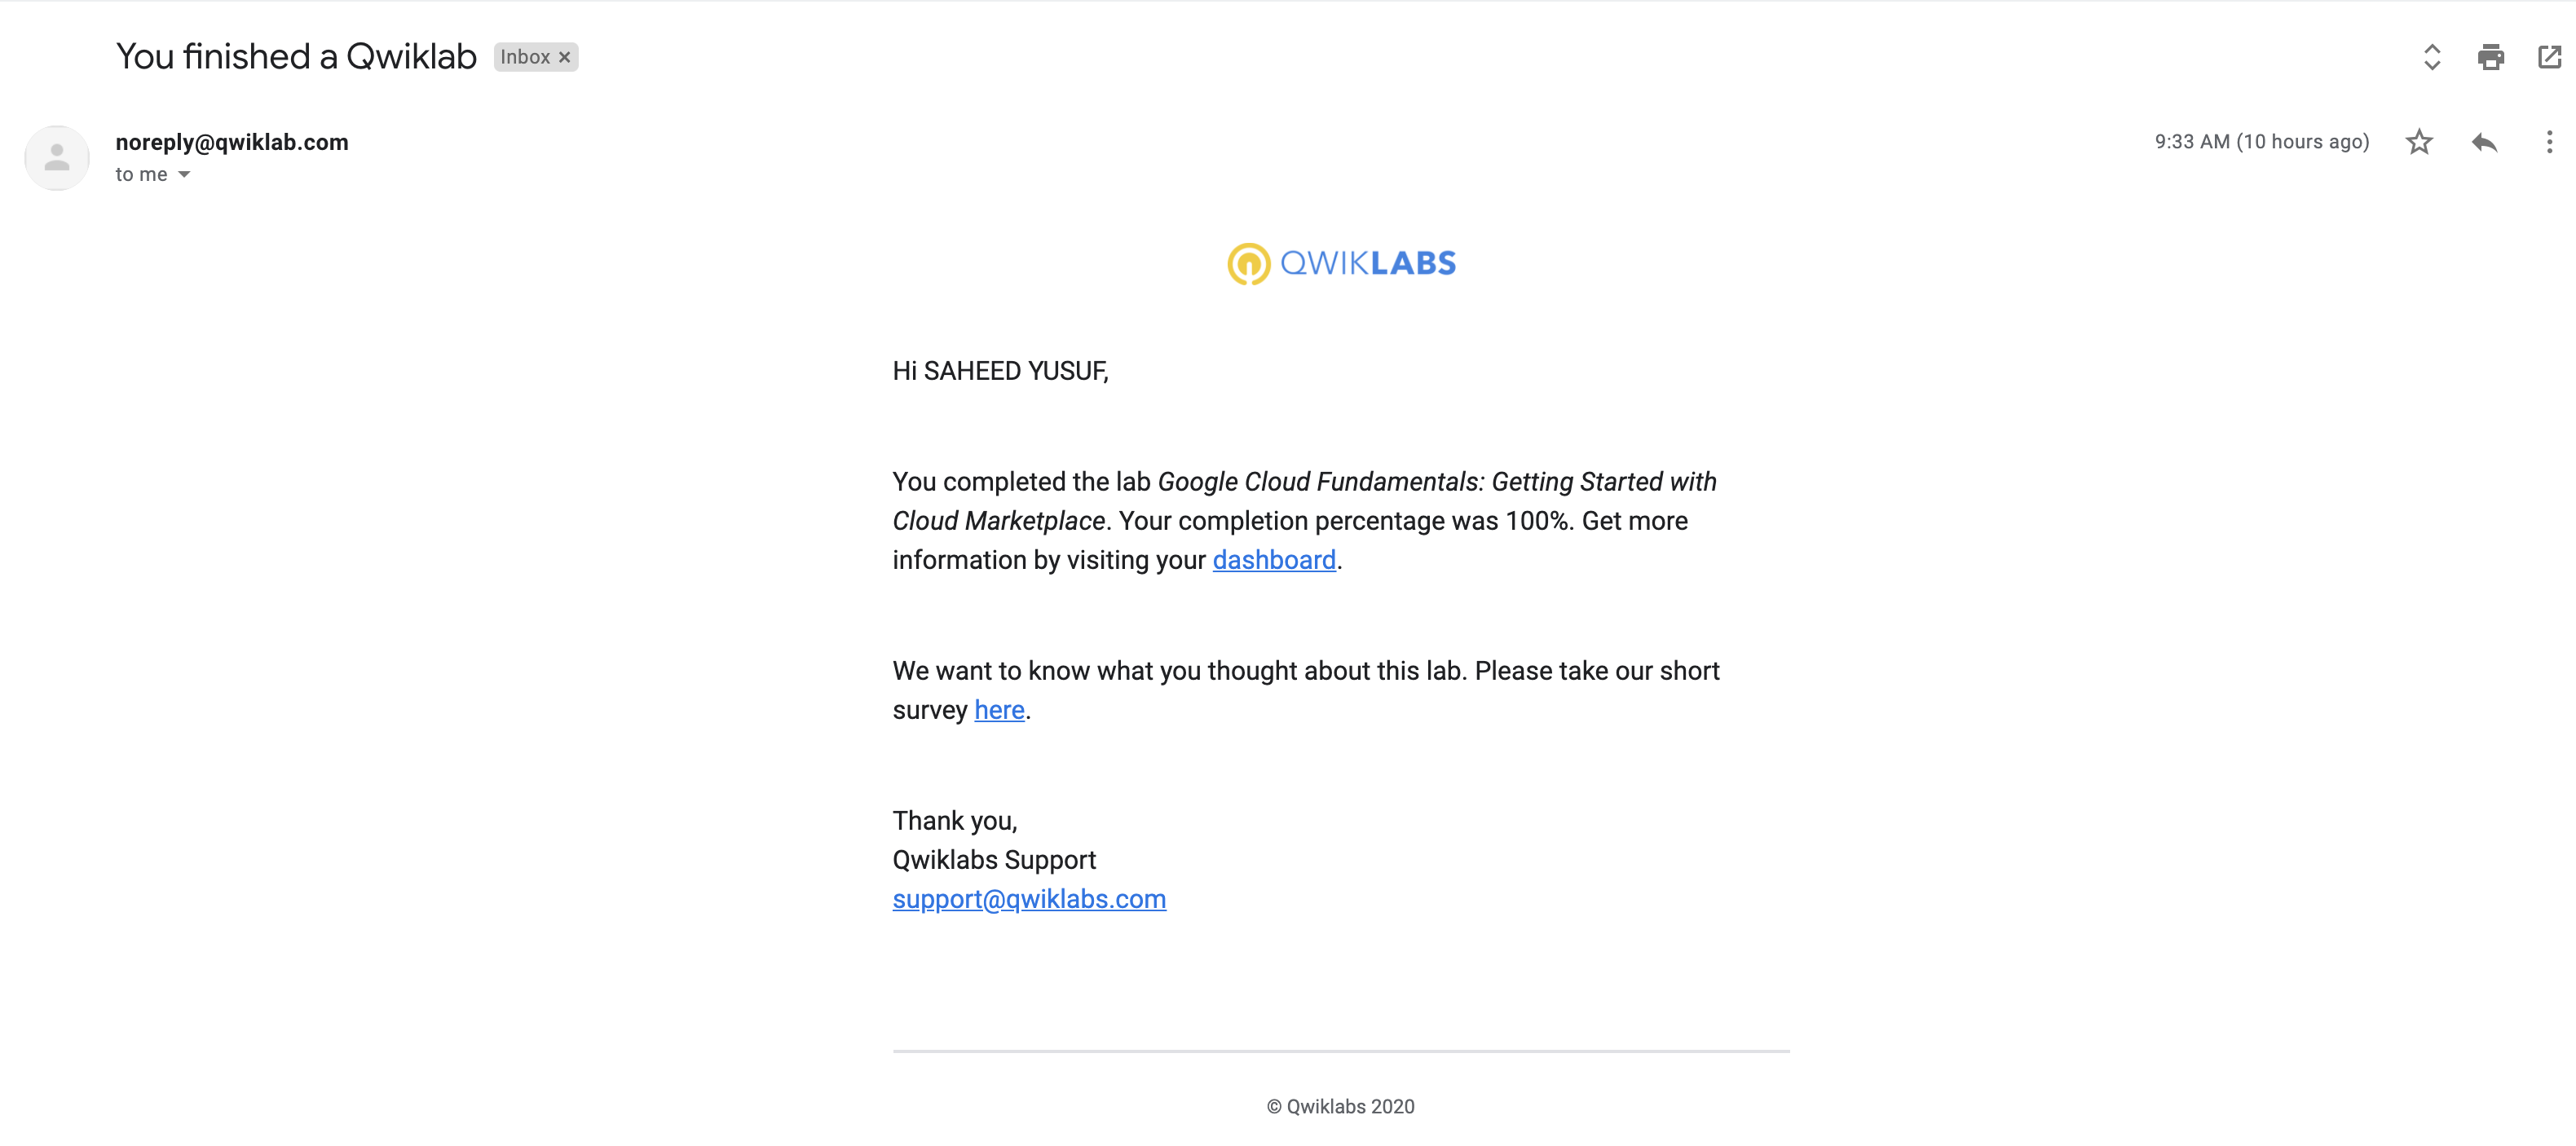 You finished a Qwiklab Inbox ×
noreply@qwiklab.com
9:33 AM (10 hours ago)
to me
QWIKLABS
Hi SAHEED YUSUF,
You completed the lab Google Cloud Fundamentals: Getting Started with
Cloud Marketplace. Your completion percentage was 100%. Get more
information by visiting your dashboard.
We want to know what you thought about this lab. Please take our short
survey here.
Thank you,
Qwiklabs Support
support@qwiklabs.com
© Qwiklabs 2020